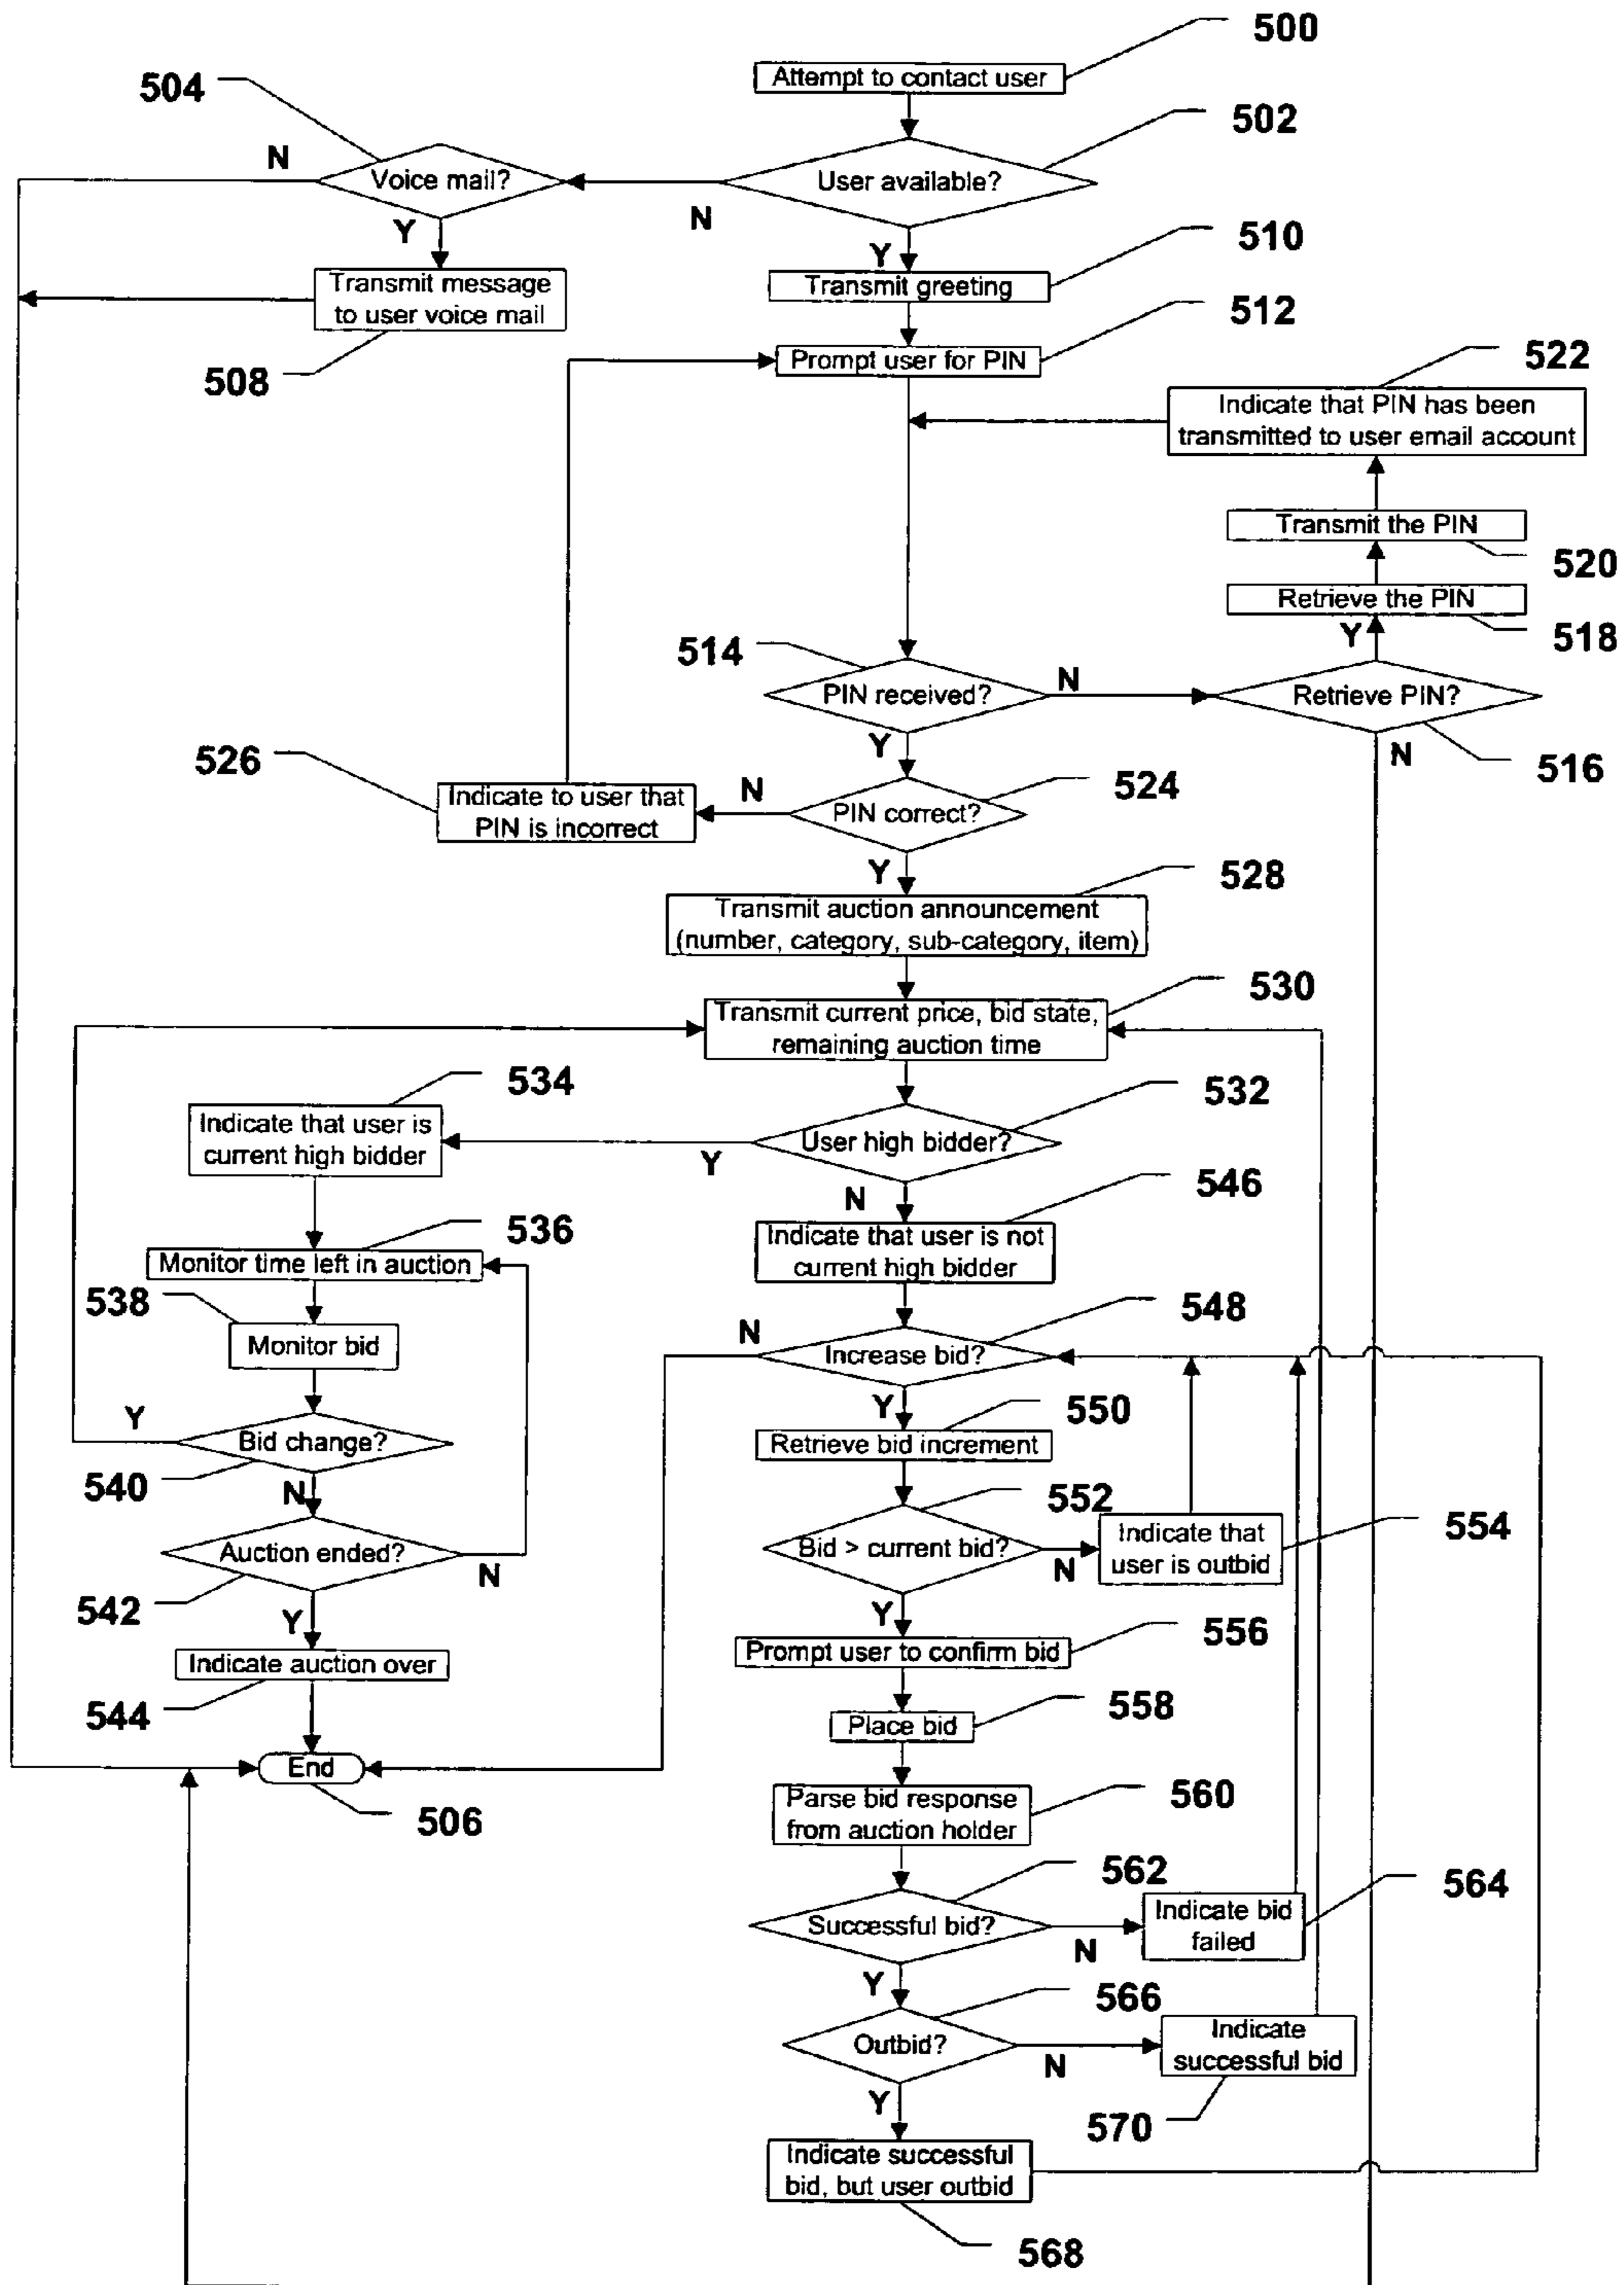 500
Attempt to contact user
504
502
N
Voice mail?
User available?
N
Y
Y
510
Transmit message
to user voice mail
Transmit greeting
508
512
Prompt user for PIN
522
Indicate that PIN has been
transmitted to user email account
Transmit the PIN
520
Retrieve the PIN
518
Y
514
PIN received?
N
Retrieve PIN?
Y
N
516
526
524
Indicate to user that
PIN is incorrect
N
PIN correct?
Y
528
Transmit auction announcement
(number, category, sub-category, item)
530
Transmit current price, bid state,
remaining auction time
534
532
Indicate that user is
current high bidder
User high bidder?
Y
N
546
Indicate that user is not
current high bidder
536
Monitor time left in auction
538
Monitor bid
548
N
Increase bid?
Y
550
Retrieve bid increment
Y
Bid change?
540
N
552
Bid > current bid?
N
Indicate that
user is outbid
554
Auction ended?
N
542
Y
Y
556
Prompt user to confirm bid
Indicate auction over
544
558
Place bid
End
506
560
Parse bid response
from auction holder
562
564
Successful bid?
N
Indicate bid
failed
Y
566
Outbid?
N
Indicate
successful bid
Y
570
Indicate successful
bid, but user outbid
568